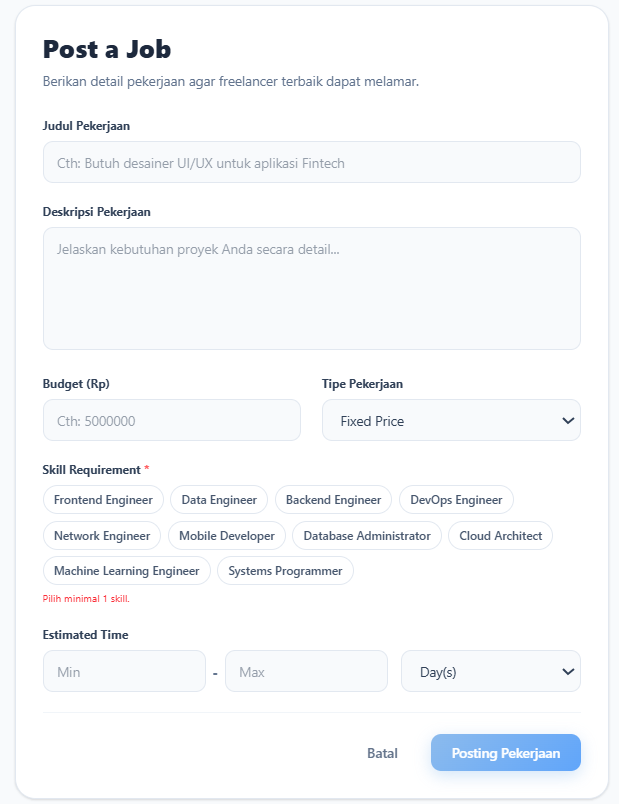 Post a Job
Berikan detail pekerjaan agar freelancer terbaik dapat melamar.
Judul Pekerjaan
Cth: Butuh desainer UI/UX untuk aplikasi Fintech
Deskripsi Pekerjaan
Jelaskan kebutuhan proyek Anda secara detail...
Budget (Rp) Tipe Pekerjaan
Cth: 5000000 Fixed Price
Skill Requirement *
Frontend Engineer Data Engineer Backend Engineer DevOps Engineer
Network Engineer Mobile Developer Database Administrator Cloud Architect
Machine Learning Engineer Systems Programmer
Pilih minimal 1 skill.
Estimated Time
Min - Max Day(s)
Batal Posting Pekerjaan